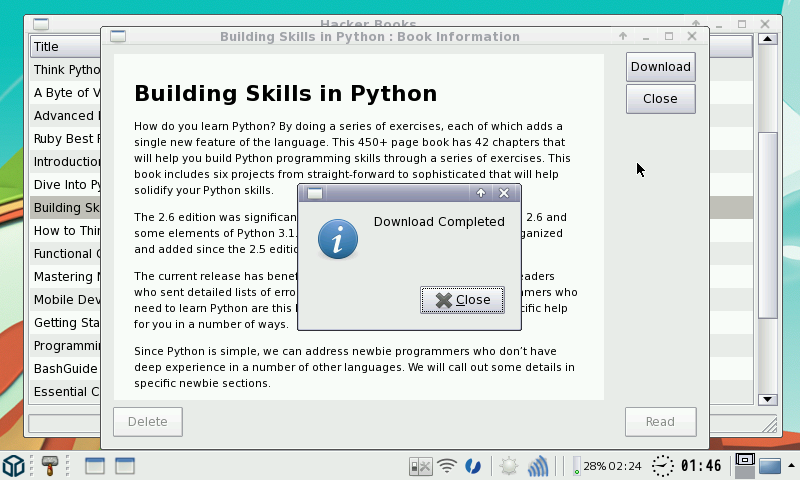 Hacker Books
Building Skills in Python : Book Information
Title
Think Pytho
A Byte of V
Advanced
Ruby Best
Introduction
Dive Into Py
Building Sk
How to Thin
Functional
Mastering
Mobile Dev
Getting Sta
Programmin
BashGuide
Essential C
Download
Close
Building Skills in Python
How do you learn Python? By doing a series of exercises, each of which adds a
single new feature of the language. This 450+ page book has 42 chapters that
will help you build Python programming skills through a series of exercises. This
book includes six projects from straight-forward to sophisticated that will help
solidify your Python skills.
The 2.6 edition was significan 2.6 and
some elements of Python 3.1. ganized
and added since the 2.5 editio
The current release has benef eaders
who sent detailed lists of erro mers who
need to learn Python are this cific help
for you in a number of ways.
Since Python is simple, we can address newbie programmers who don't have
deep experience in a number of other languages. We will call out some details in
specific newbie sections.
Download Completed
Close
Delete
Read
28% 02:24
01:46